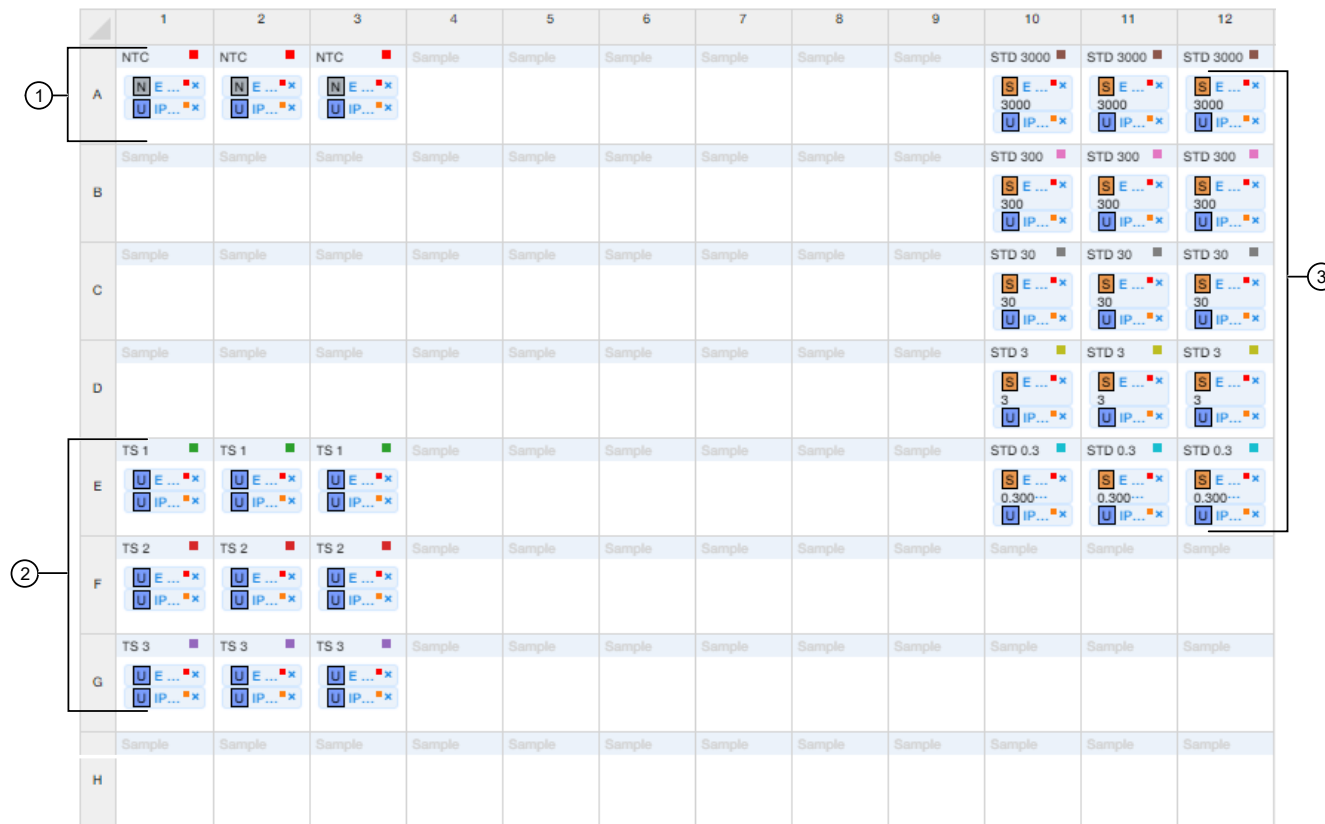 1 2 3 4 5 6 7 8 9 10 11 12
NTC NTC NTC Sample Sample Sample Sample Sample Sample STD 3000 STD 3000 STD 3000
N E ... × N E ... × N E ... × S E ... × S E ... × S E ... ×
1 A 3000 3000 3000
U IP... × U IP... × U IP... × U IP... × U IP... × U IP... ×
Sample Sample Sample Sample Sample Sample Sample Sample Sample STD 300 STD 300 STD 300
S E ... × S E ... × S E ... ×
B 300 300 300
U IP... × U IP... × U IP... ×
Sample Sample Sample Sample Sample Sample Sample Sample Sample STD 30 STD 30 STD 30
S E ... × S E ... × S E ... × 3
C 30 30 30
U IP... × U IP... × U IP... ×
Sample Sample Sample Sample Sample Sample Sample Sample Sample STD 3 STD 3 STD 3
S E ... × S E ... × S E ... ×
D 3 3 3
U IP... × U IP... × U IP... ×
TS 1 TS 1 TS 1 Sample Sample Sample Sample Sample Sample STD 0.3 STD 0.3 STD 0.3
U E ... × U E ... × U E ... × S E ... × S E ... × S E ... ×
E 0.300... 0.300... 0.300...
U IP... × U IP... × U IP... × U IP... × U IP... × U IP... ×
TS 2 TS 2 TS 2 Sample Sample Sample Sample Sample Sample Sample Sample Sample
2 U E ... × U E ... × U E ... ×
F
U IP... × U IP... × U IP... ×
TS 3 TS 3 TS 3 Sample Sample Sample Sample Sample Sample Sample Sample Sample
U E ... × U E ... × U E ... ×
G
U IP... × U IP... × U IP... ×
Sample Sample Sample Sample Sample Sample Sample Sample Sample Sample Sample Sample
H